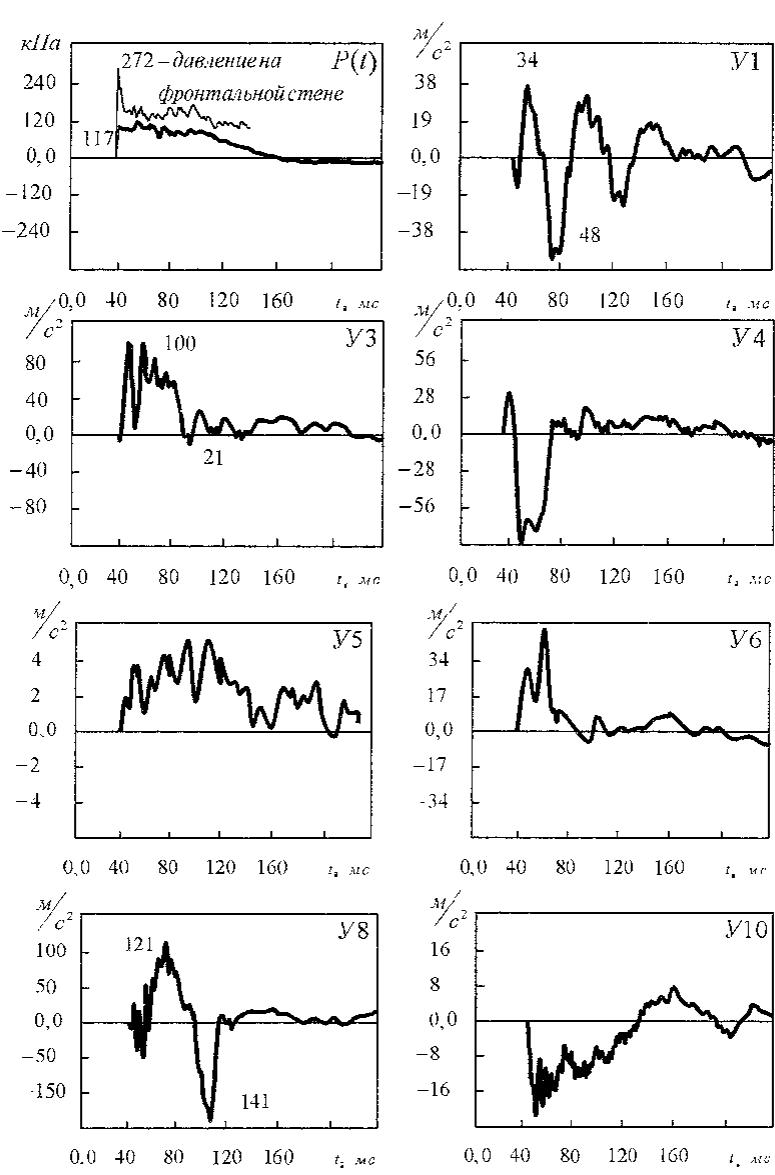 кПа
272 – давление на
P(t)
240
фронтальной стене
120
117
0,0
−120
−240
0,0 40 80 120 160 t, мс
м/с²
У1
34
38
19
0,0
−19
−38
48
0,0 40 80 120 160 t, мс
м/с²
У3
100
80
40
0,0
21
−40
−80
0,0 40 80 120 160 t, мс
м/с²
У4
56
28
0,0
−28
−56
0,0 40 80 120 160 t, мс
м/с²
У5
4
2
0,0
−2
−4
0,0 40 80 120 160 t, мс
м/с²
У6
34
17
0,0
−17
-34
0,0 40 80 120 160 t, мс
м/с²
У8
121
100
50
0,0
−50
-150
141
0.0 40 80 120 160 t, мс
м/с²
У10
16
8
0,0
−8
−16
0,0 40 80 120 160 t, мс